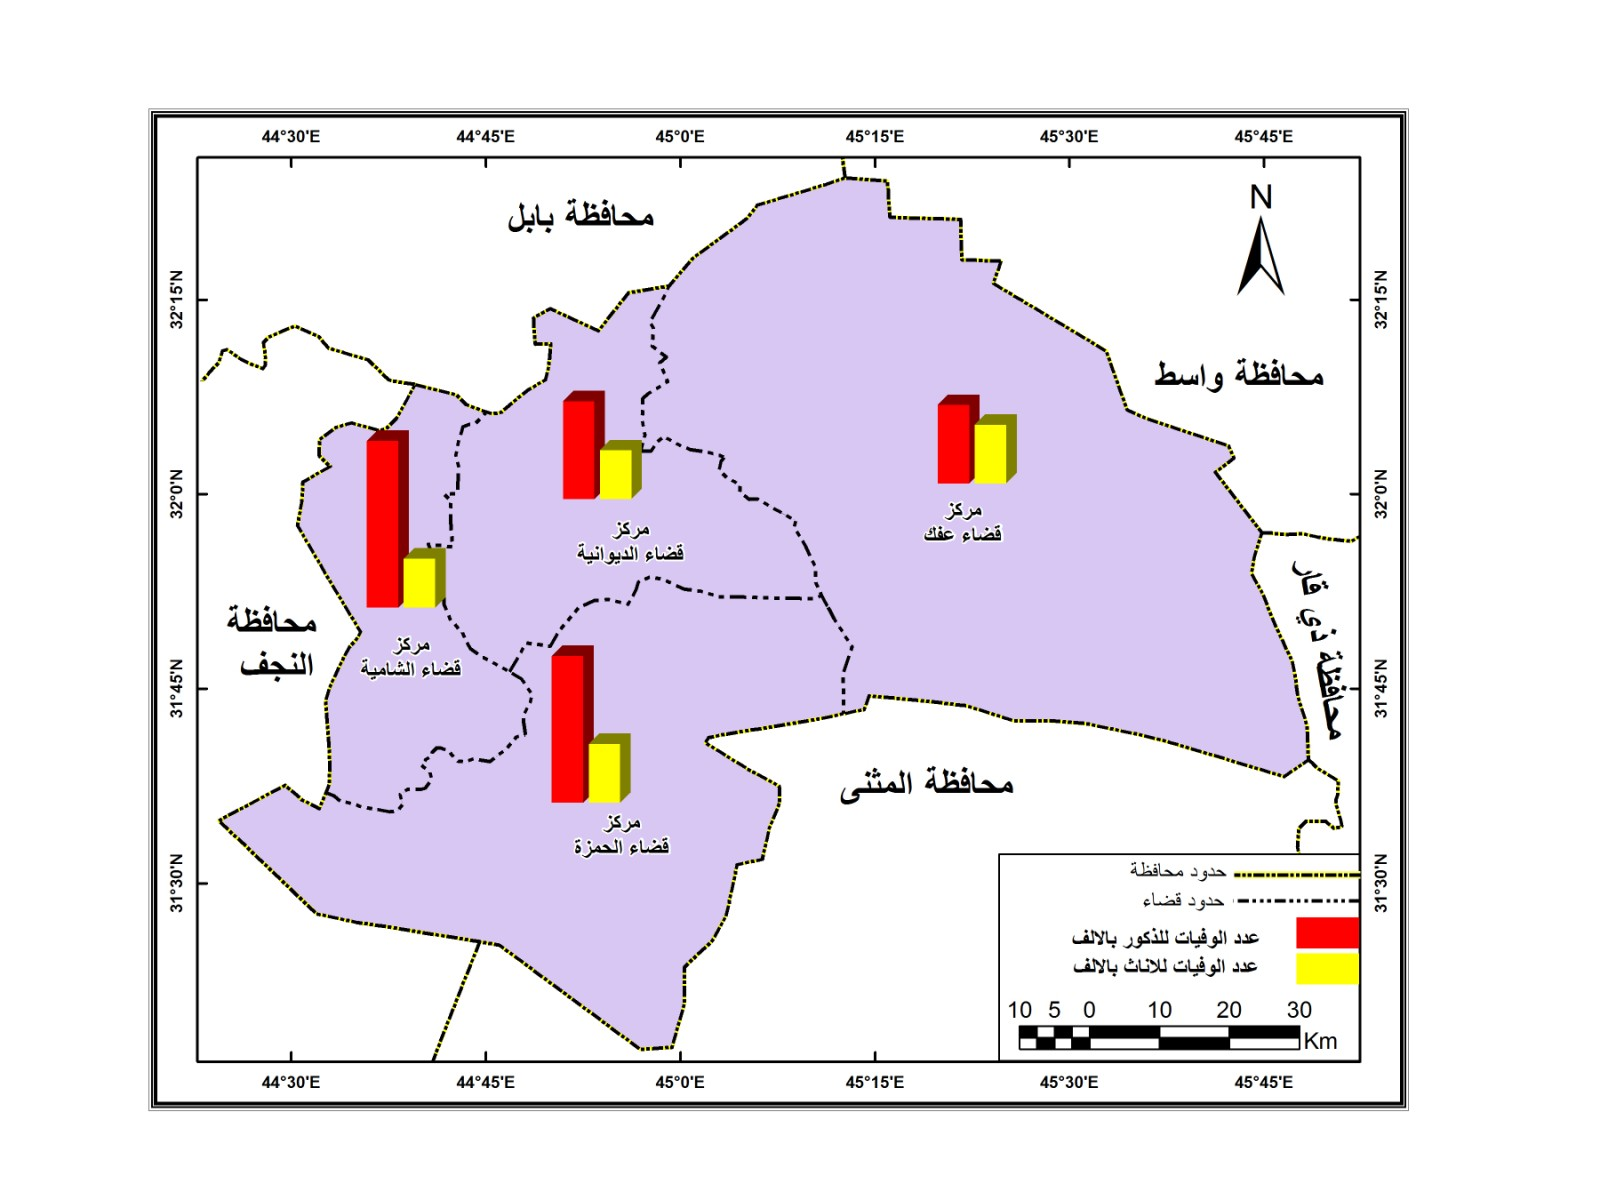 44°30'E 44°45'E 45°0'E 45°15'E 45°30'E 45°45'E
N
محافظة بابل
32°15'N 32°15'N
محافظة واسط
32°0'N 32°0'N
مركز
قضاء عفك
مركز
قضاء الديوانية
محافظة ذي قار
محافظة
النجف
مركز
قضاء الشامية
31°45'N 31°45'N
محافظة المثنى
مركز
قضاء الحمزة
31°30'N 31°30'N
حدود محافظة
حدود قضاء
عدد الوفيات للذكور بالالف
عدد الوفيات للاناث بالالف
10 5 0 10 20 30
Km
44°30'E 44°45'E 45°0'E 45°15'E 45°30'E 45°45'E